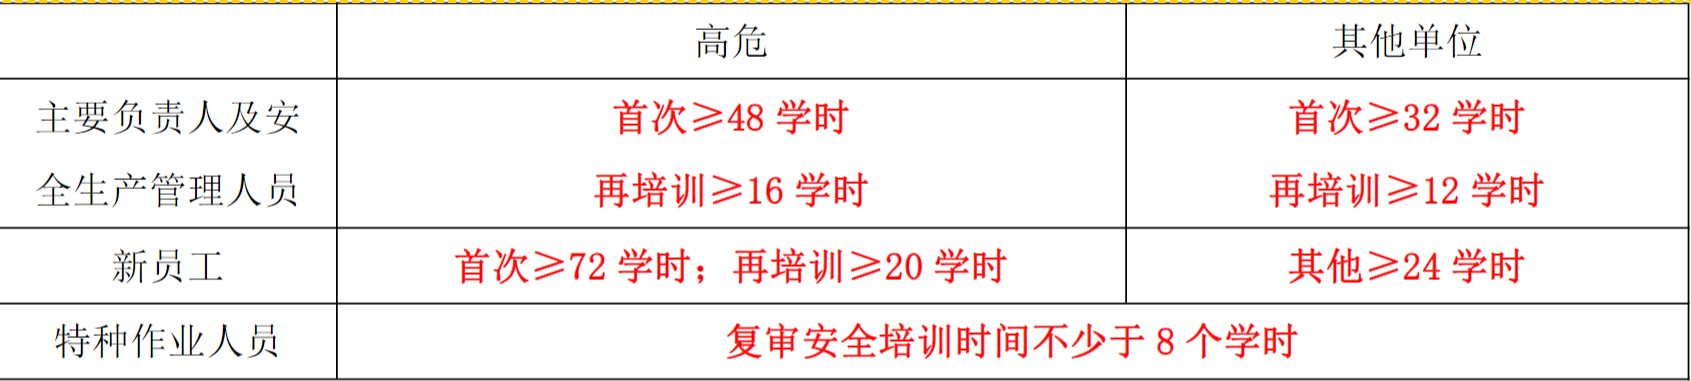 高危 其他单位
主要负责人及安 首次≥48 学时 首次≥32 学时
全生产管理人员 再培训≥16 学时 再培训≥12 学时
新员工 首次≥72 学时；再培训≥20 学时 其他≥24 学时
特种作业人员 复审安全培训时间不少于 8 个学时